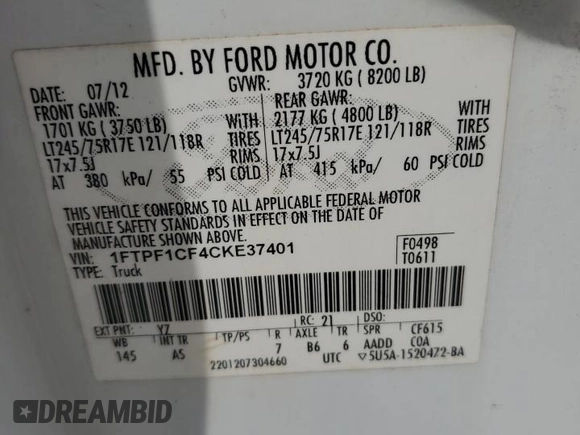 MFD. BY FORD MOTOR CO.
DATE: 07/12 GVWR: 3720 KG ( 8200 LB)
FRONT GAWR: REAR GAWR:
1701 KG ( 3750 LB) WITH 2177 KG ( 4800 LB) WITH
LT245/75R17E 121/118R TIRES LT245/75R17E 121/118R TIRES
17x7.5J RIMS 17x7.5J RIMS
AT 380 kPa/ 55 PSI COLD AT 415 kPa/ 60 PSI COLD
THIS VEHICLE CONFORMS TO ALL APPLICABLE FEDERAL MOTOR
VEHICLE SAFETY STANDARDS IN EFFECT ON THE DATE OF
MANUFACTURE SHOWN ABOVE.
VIN: 1FTPF1CF4CKE37401 F0498
TYPE: Truck T0611
EXT PNT: YZ RC: 21 DSO:
WB INT TR TP/PS R AXLE TR SPR CF615
145 AS 7 B6 6 AADD COA
2201207304660 UTC ▽5U5A-1520472-BA
DREAMBID